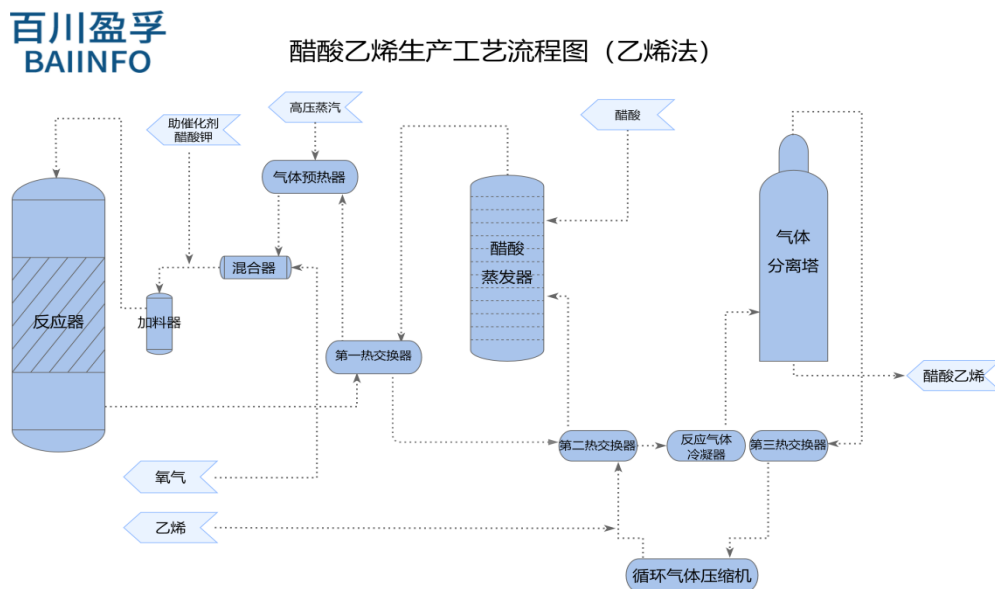 百川盈孚
BAIINFO
醋酸乙烯生产工艺流程图（乙烯法）
助催化剂
醋酸钾
高压蒸汽
醋酸
气体预热器
混合器
加料器
反应器
第一热交换器
醋酸
蒸发器
气体
分离塔
醋酸乙烯
第二热交换器
反应气体
冷凝器
第三热交换器
氧气
乙烯
循环气体压缩机